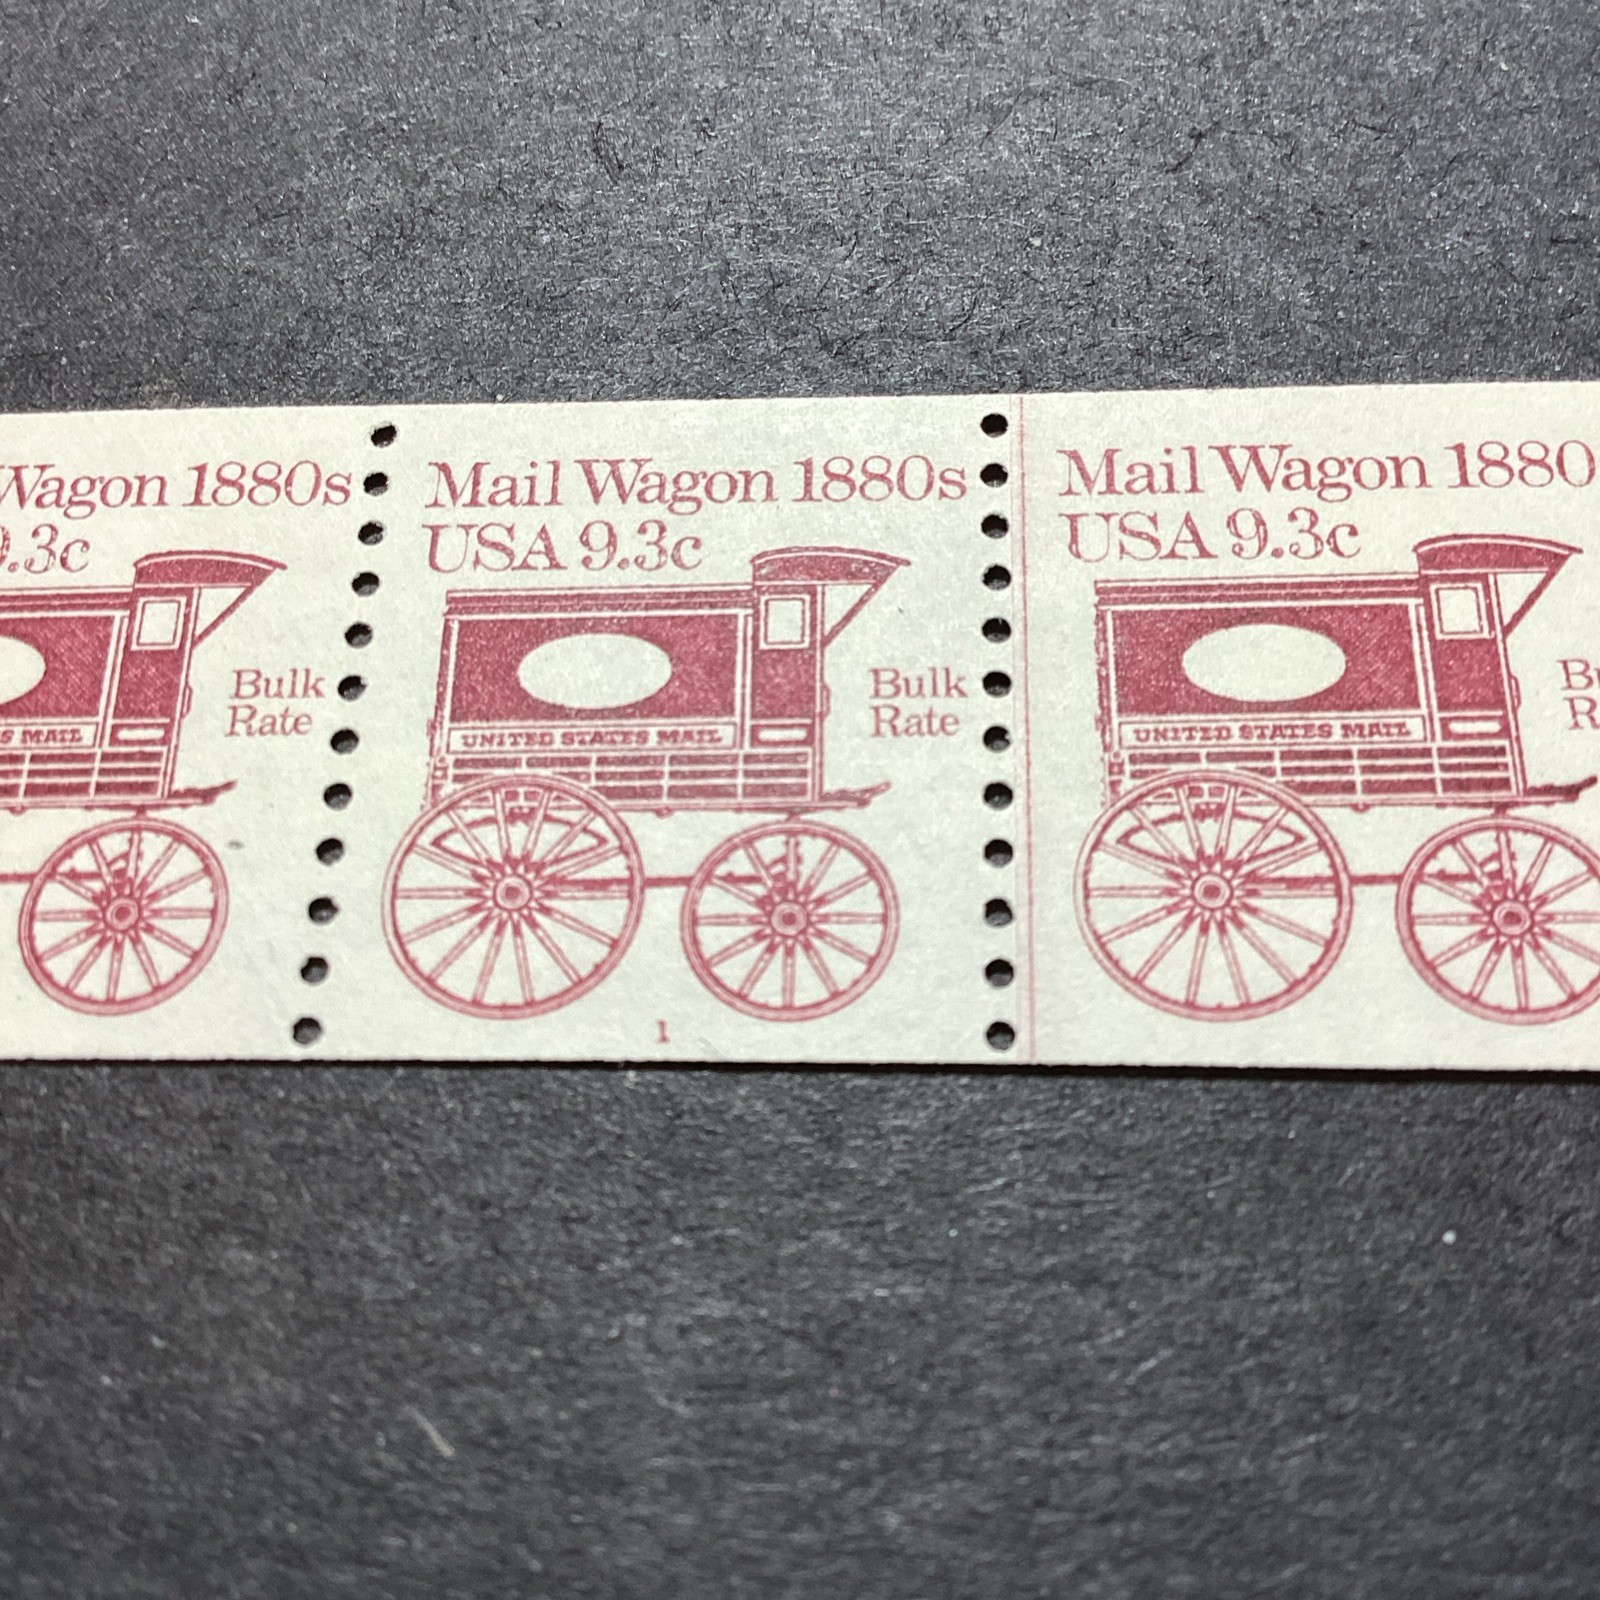 Wagon 1880s
9.3c
Bulk
Rate
S MAIL
Mail Wagon 1880s
USA 9.3c
Bulk
Rate
UNITED STATES MAIL
1
Mail Wagon 1880
USA 9.3c
UNITED STATES MAIL